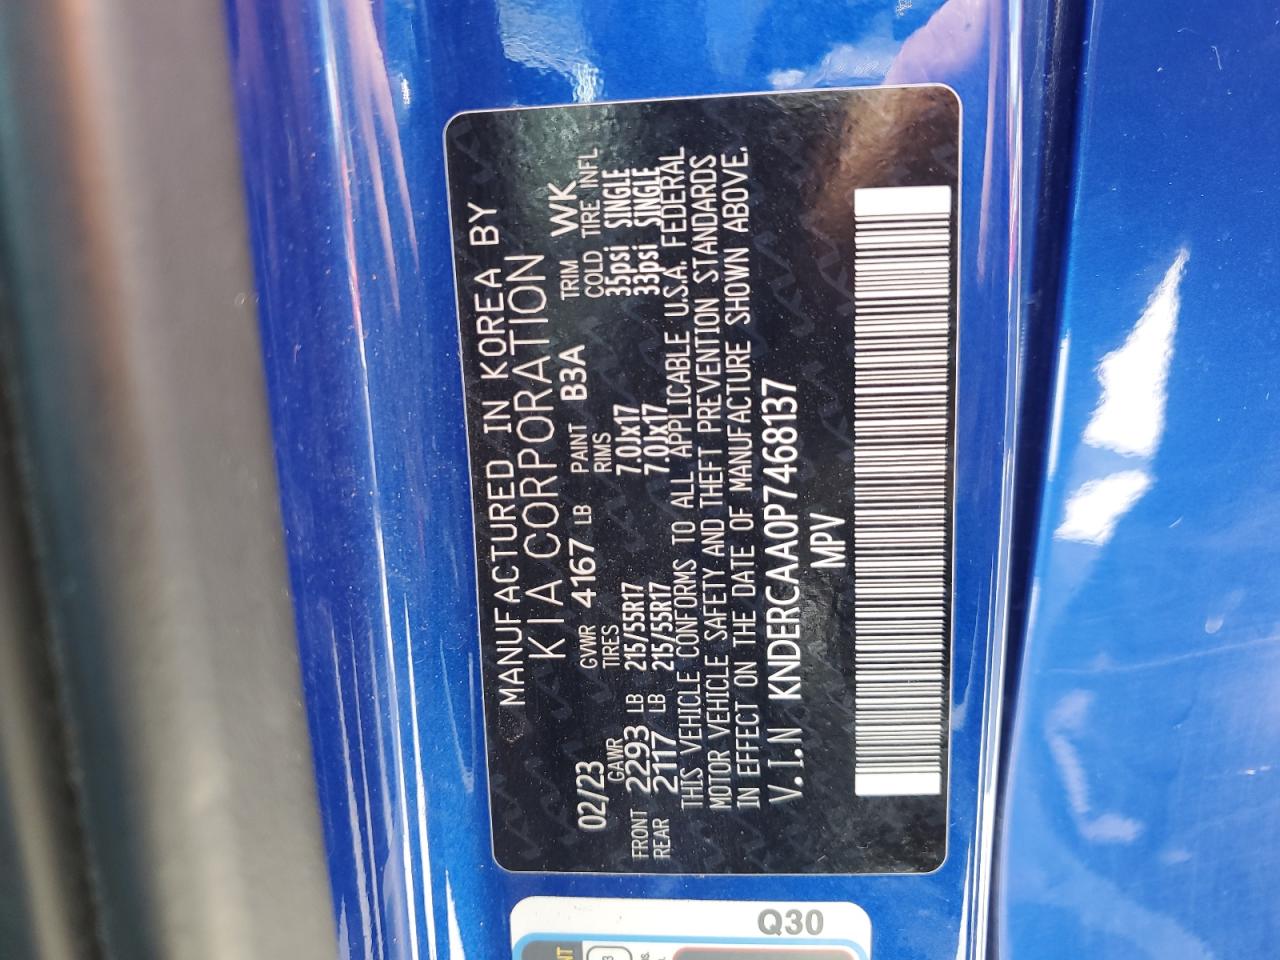 MANUFACTURED IN KOREA BY
KIA CORPORATION
02/23 GVWR 4167 LB PAINT B3A TRIM WK
GAWR TIRES RIMS COLD TIRE INFL
FRONT 2293 LB 215/55R17 7.0Jx17 35psi SINGLE
REAR 2117 LB 215/55R17 7.0Jx17 33psi SINGLE
THIS VEHICLE CONFORMS TO ALL APPLICABLE U.S.A. FEDERAL
MOTOR VEHICLE SAFETY AND THEFT PREVENTION STANDARDS
IN EFFECT ON THE DATE OF MANUFACTURE SHOWN ABOVE.
V.I.N KNDERCAA0P7468137
MPV
Q30